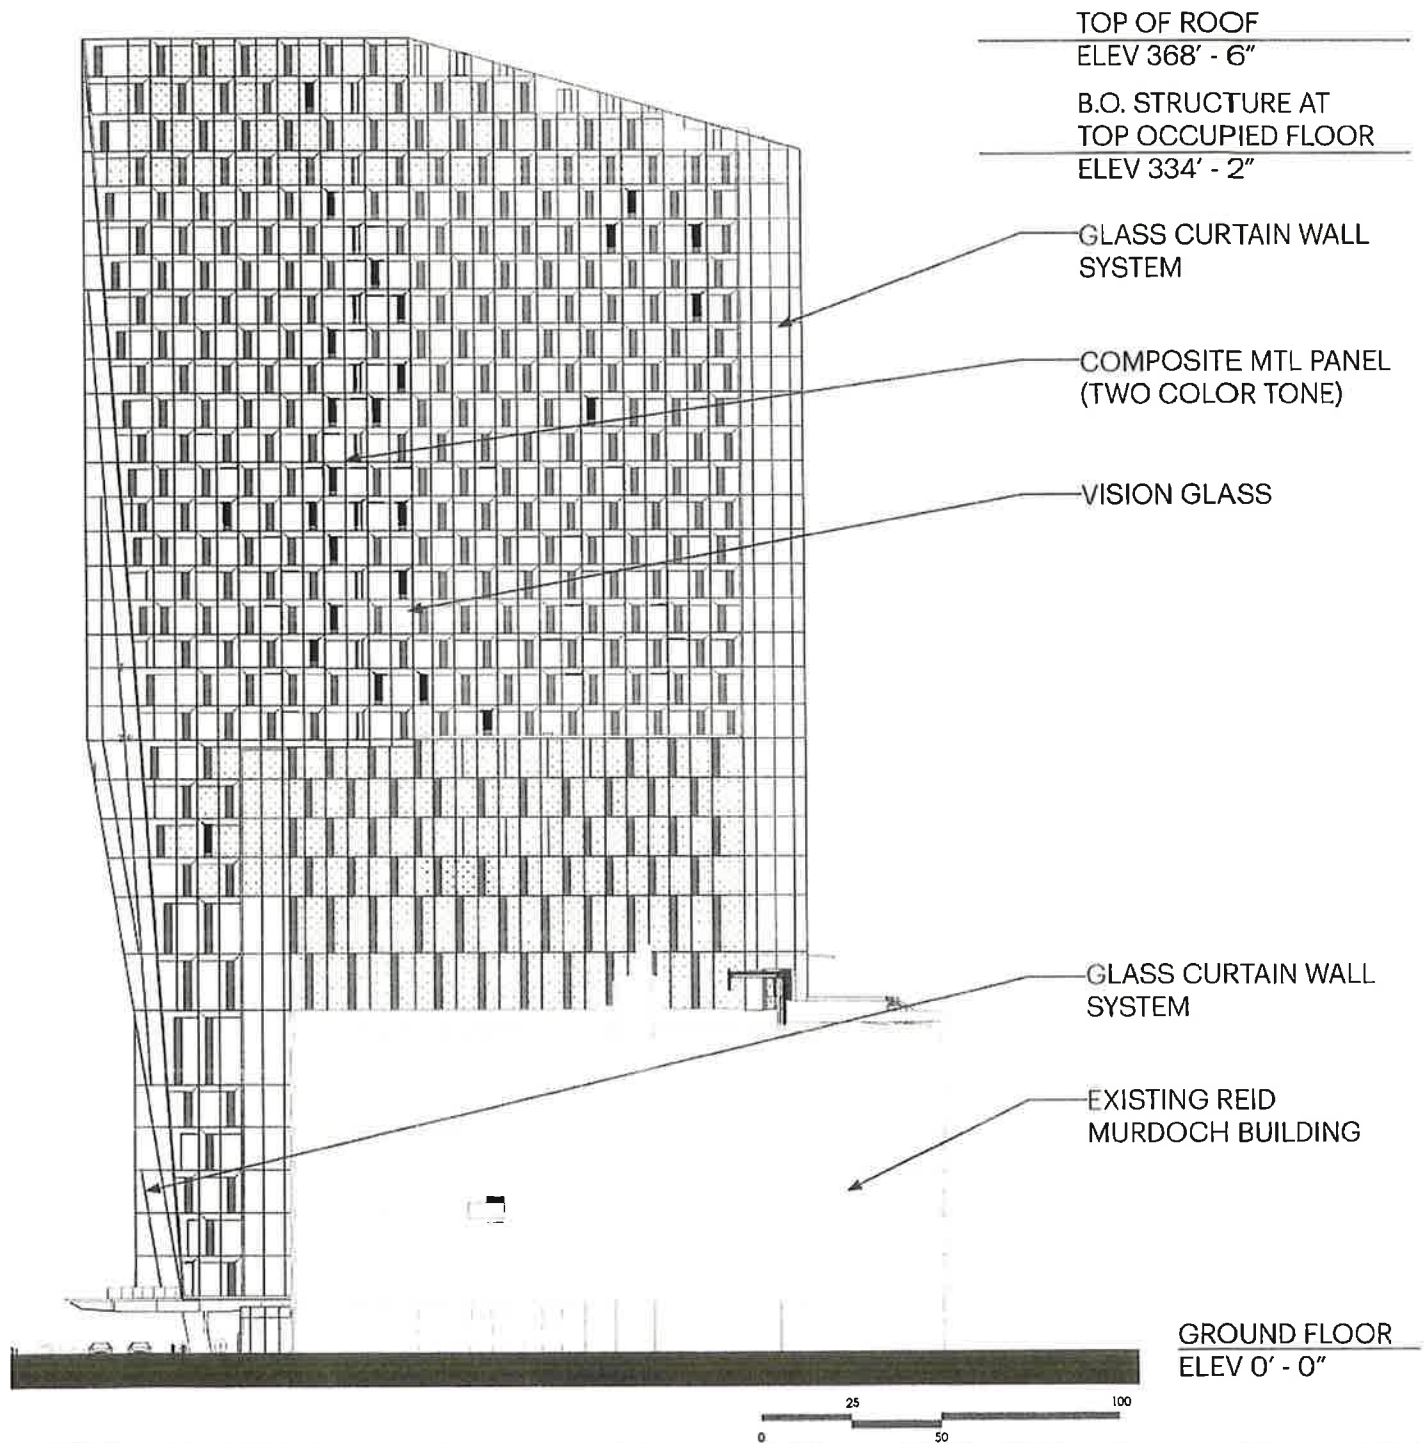 TOP OF ROOF
ELEV 368' - 6"
B.O. STRUCTURE AT
TOP OCCUPIED FLOOR
ELEV 334' - 2"
GLASS CURTAIN WALL
SYSTEM
COMPOSITE MTL PANEL
(TWO COLOR TONE)
VISION GLASS
GLASS CURTAIN WALL
SYSTEM
EXISTING REID
MURDOCH BUILDING
GROUND FLOOR
ELEV 0' - 0"
25 100
0 50